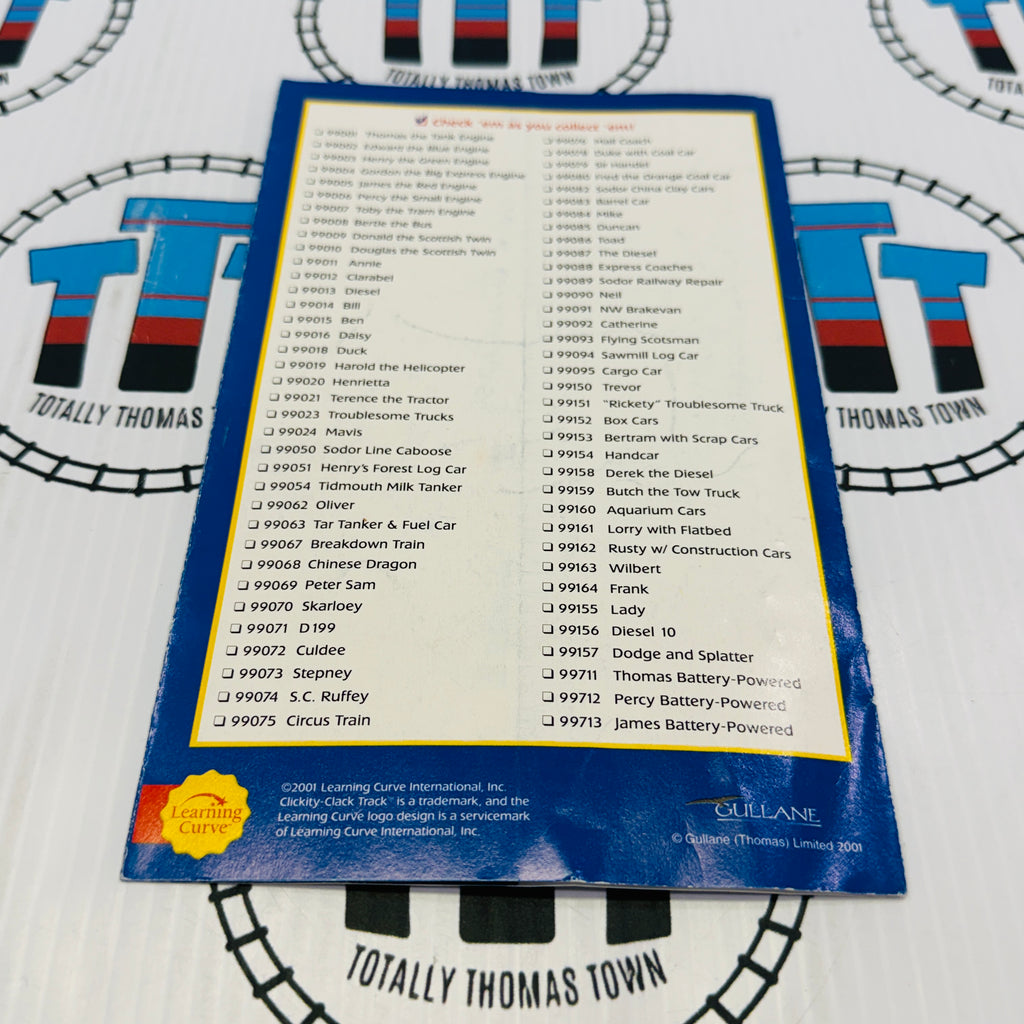 TOTALLY THOMAS TOWN
Check 'em as you collect 'em!
99001 Thomas the Tank Engine
99002 Edward the Blue Engine
99003 Henry the Green Engine
99004 Gordon the Big Express Engine
99005 James the Red Engine
99006 Percy the Small Engine
99007 Toby the Tram Engine
99008 Bertie the Bus
99009 Donald the Scottish Twin
99010 Douglas the Scottish Twin
99011 Annie
99012 Clarabel
99013 Diesel
99014 Bill
99015 Ben
99016 Daisy
99018 Duck
99019 Harold the Helicopter
99020 Henrietta
99021 Terence the Tractor
99023 Troublesome Trucks
99024 Mavis
99050 Sodor Line Caboose
99051 Henry's Forest Log Car
99054 Tidmouth Milk Tanker
99062 Oliver
99063 Tar Tanker & Fuel Car
99067 Breakdown Train
99068 Chinese Dragon
99069 Peter Sam
99070 Skarloey
99071 D199
99072 Culdee
99073 Stepney
99074 S.C. Ruffey
99075 Circus Train
Mail Coach
Duke with Coal Car
Sir Handel
Fred the Orange Coal Car
Sodor China Clay Cars
99083 Barrel Car
99084 Mike
99085 Duncan
99086 Toad
99087 The Diesel
99088 Express Coaches
99089 Sodor Railway Repair
99090 Neil
99091 NW Brakevan
99092 Catherine
99093 Flying Scotsman
99094 Sawmill Log Car
99095 Cargo Car
99150 Trevor
99151 "Rickety" Troublesome Truck
99152 Box Cars
99153 Bertram with Scrap Cars
99154 Handcar
99158 Derek the Diesel
99159 Butch the Tow Truck
99160 Aquarium Cars
99161 Lorry with Flatbed
99162 Rusty w/ Construction Cars
99163 Wilbert
99164 Frank
99155 Lady
99156 Diesel 10
99157 Dodge and Splatter
99711 Thomas Battery-Powered
99712 Percy Battery-Powered
99713 James Battery-Powered
Learning
Curve
©2001 Learning Curve International, Inc.
Clickity-Clack Track™ is a trademark, and the
Learning Curve logo design is a servicemark
of Learning Curve International, Inc.
GULLANE
© Gullane (Thomas) Limited 2001
TOTALLY THOMAS
THOMAS TOWN
TOTALLY THOMAS TOWN